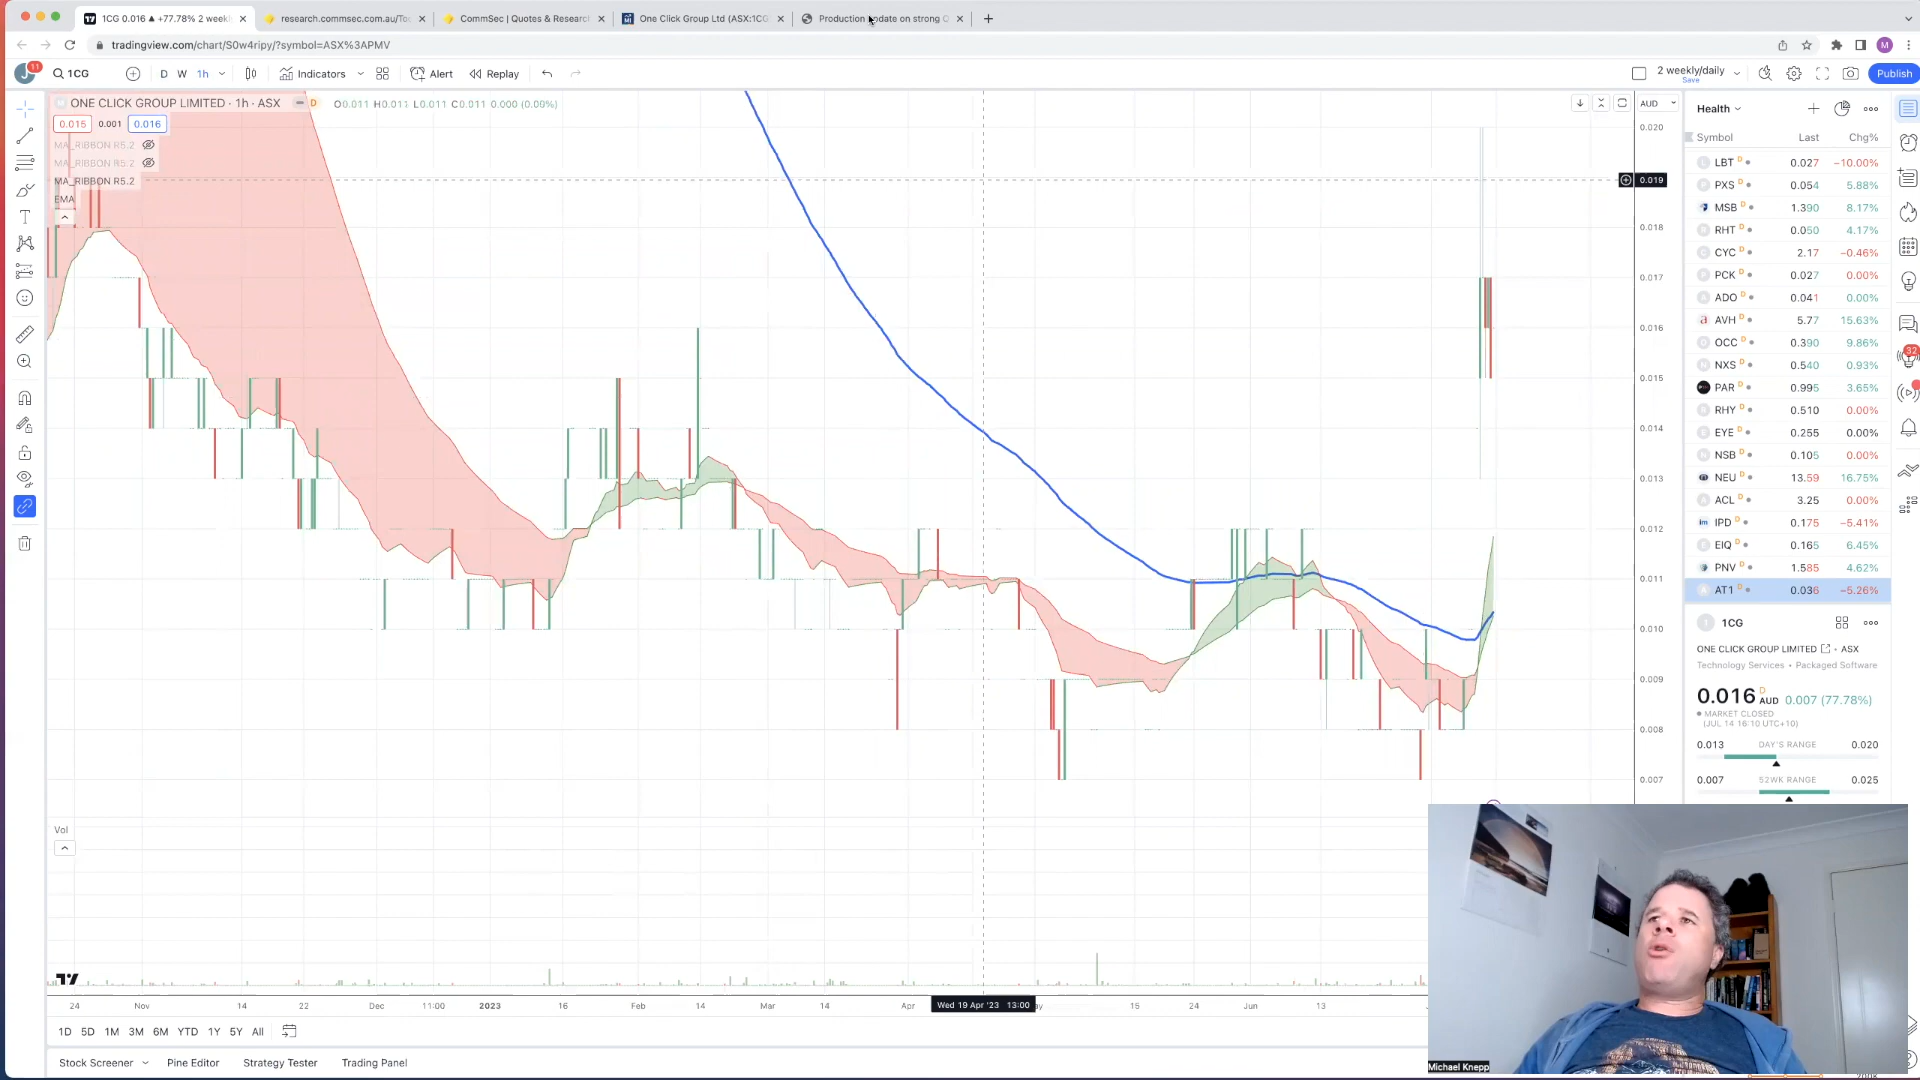 1CG 0.016 ▲ +77.78% 2 weekl
research.commsec.com.au/To
CommSec | Quotes & Researc
One Click Group Ltd (ASX:1CG
Production update on strong Q
tradingview.com/chart/S0w4ripy/?symbol=ASX%3APMV
M
J 11 1CG D W 1h Indicators Alert Replay 2 weekly/daily Save Publish
ONE CLICK GROUP LIMITED · 1h · ASX D O0.011 H0.011 L0.011 C0.011 0.000 (0.00%)
0.015 0.001 0.016
MA_RIBBON R5.2
MA_RIBBON R5.2
MA_RIBBON R5.2
EMA
AUD
0.020
0.019
0.018
0.017
0.016
0.015
0.014
0.013
0.012
0.011
0.010
0.009
0.008
0.007
Vol
24 Nov 14 22 Dec 11:00 2023 16 Feb 14 Mar 14 Apr Wed 19 Apr '23 13:00 ay 15 24 Jun 13
1D 5D 1M 3M 6M YTD 1Y 5Y All
Stock Screener Pine Editor Strategy Tester Trading Panel
Health
Symbol Last Chg%
LBT D 0.027 −10.00%
PXS D 0.054 5.88%
MSB D 1.390 8.17%
RHT D 0.050 4.17%
CYC D 2.17 −0.46%
PCK D 0.027 0.00%
ADO D 0.041 0.00%
AVH D 5.77 15.63%
OCC D 0.390 9.86%
NXS D 0.540 0.93%
PAR D 0.995 3.65%
RHY D 0.510 0.00%
EYE D 0.255 0.00%
NSB D 0.105 0.00%
NEU D 13.59 16.75%
ACL D 3.25 0.00%
IPD D 0.175 −5.41%
EIQ D 0.165 6.45%
PNV D 1.585 4.62%
AT1 D 0.036 −5.26%
32
1CG
ONE CLICK GROUP LIMITED · ASX
Technology Services • Packaged Software
0.016 D AUD 0.007 (77.78%)
MARKET CLOSED
(JUL 14 16:10 UTC+10)
0.013 DAY'S RANGE 0.020
0.007 52WK RANGE 0.025
Michael Knepp